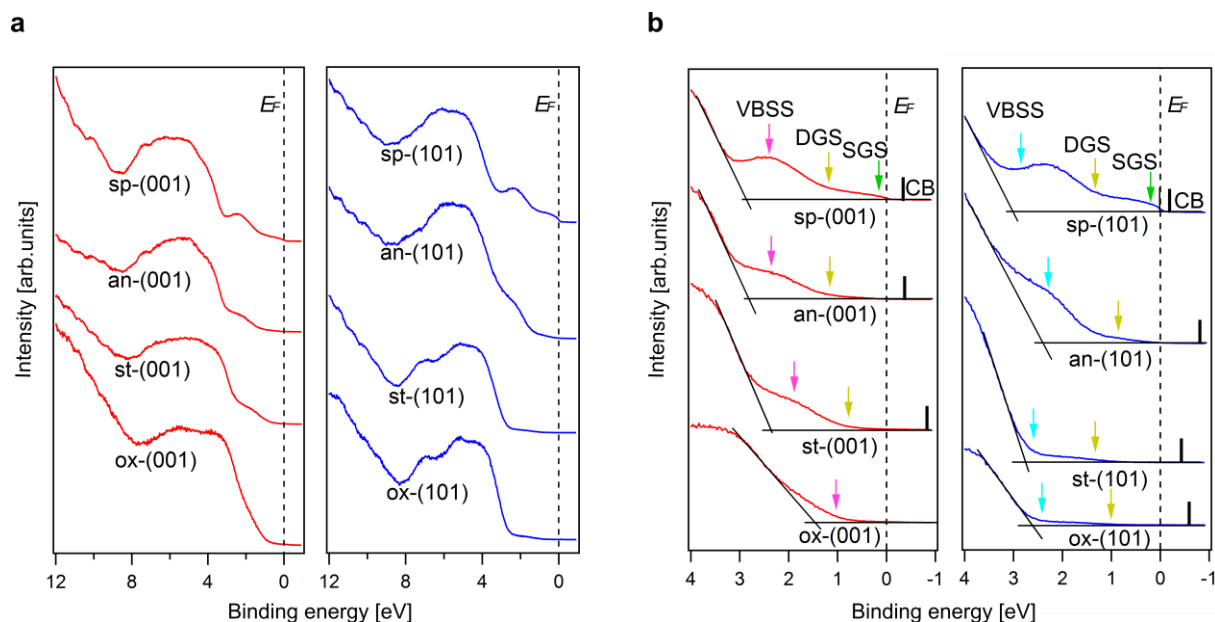 a
b
Intensity [arb.units]
EF
sp-(001)
an-(001)
st-(001)
ox-(001)
12
8
4
0
EF
sp-(101)
an-(101)
st-(101)
ox-(101)
12
8
4
0
Binding energy [eV]
Intensity [arb.units]
VBSS
DGS
SGS
EF
CB
sp-(001)
an-(001)
st-(001)
ox-(001)
4
3
2
1
0
-1
VBSS
DGS
SGS
EF
CB
sp-(101)
an-(101)
st-(101)
ox-(101)
4
3
2
1
0
-1
Binding energy [eV]